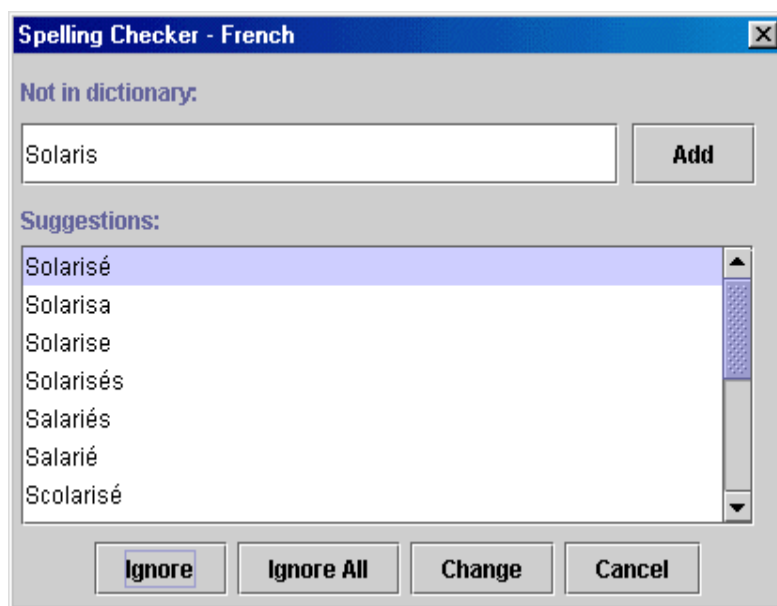 Spelling Checker - French
Not in dictionary:
Solaris Add
Suggestions:
Solarisé
Solarisa
Solarise
Solarisés
Salariés
Salarié
Scolarisé
Ignore Ignore All Change Cancel